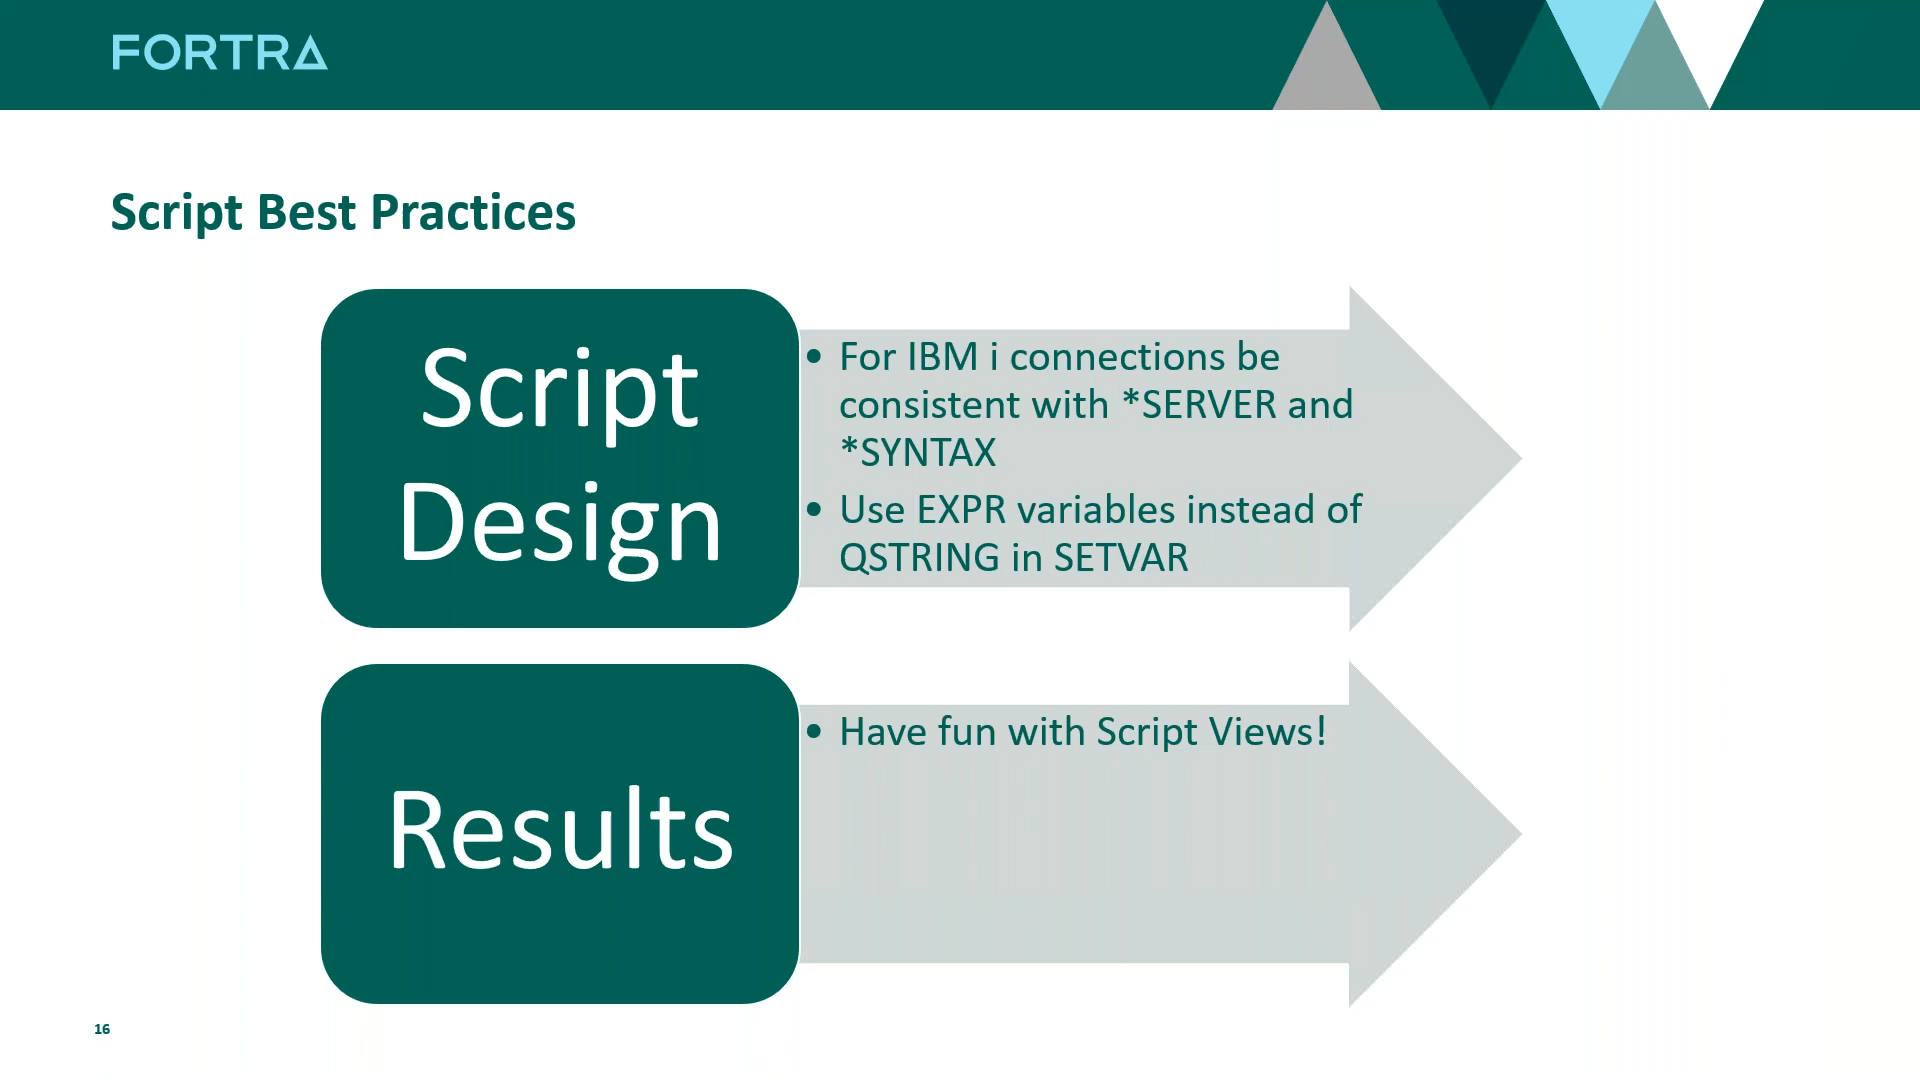 FORTRA
Script Best Practices
Script
Design
• For IBM i connections be
consistent with *SERVER and
*SYNTAX
• Use EXPR variables instead of
QSTRING in SETVAR
Results
• Have fun with Script Views!
16